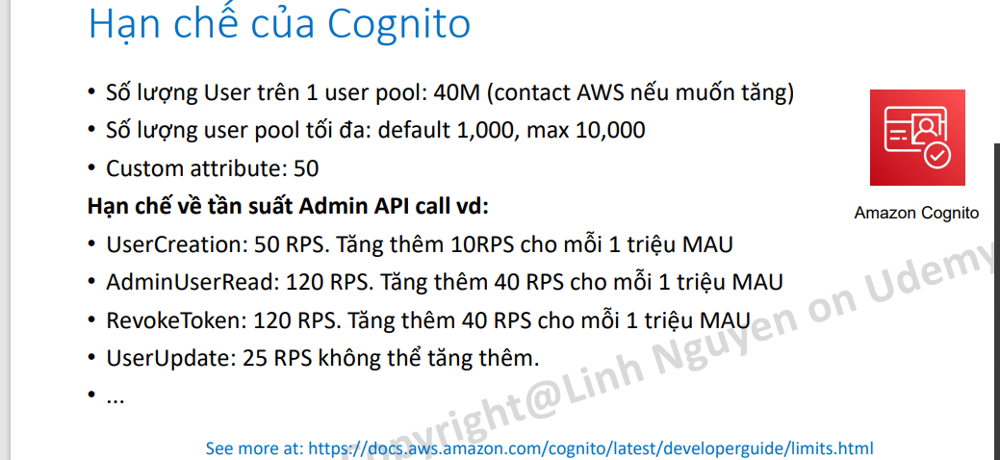 Hạn chế của Cognito
• Số lượng User trên 1 user pool: 40M (contact AWS nếu muốn tăng)
• Số lượng user pool tối đa: default 1,000, max 10,000
• Custom attribute: 50
Hạn chế về tần suất Admin API call vd:
• UserCreation: 50 RPS. Tăng thêm 10RPS cho mỗi 1 triệu MAU
• AdminUserRead: 120 RPS. Tăng thêm 40 RPS cho mỗi 1 triệu MAU
• RevokeToken: 120 RPS. Tăng thêm 40 RPS cho mỗi 1 triệu MAU
• UserUpdate: 25 RPS không thể tăng thêm.
• ...
Amazon Cognito
Copyright@Linh Nguyen on Udemy
See more at: https://docs.aws.amazon.com/cognito/latest/developerguide/limits.html